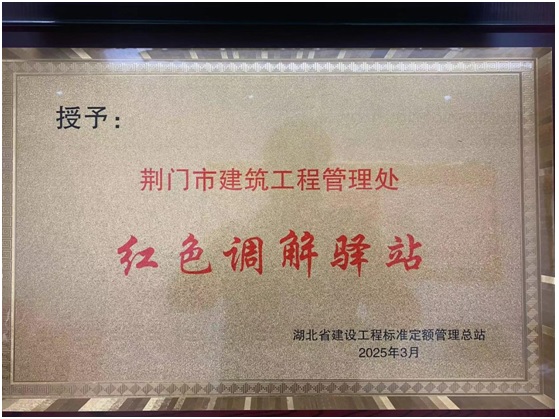 授予：
荆门市建筑工程管理处
红色调解驿站
湖北省建设工程标准定额管理总站
2025年3月